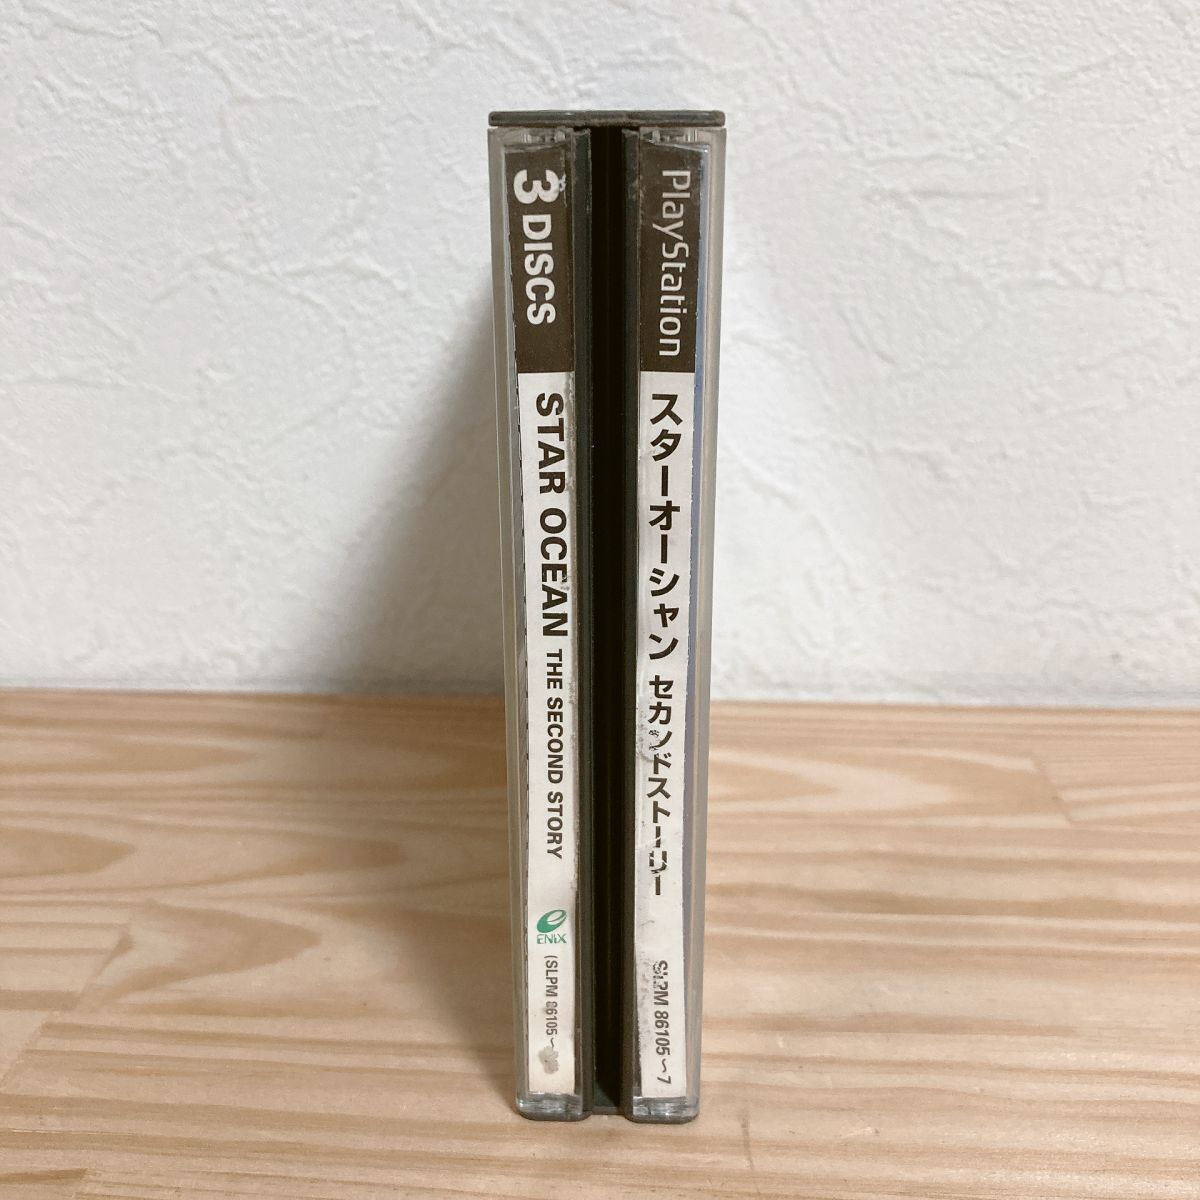 3 DISCS
STAR OCEAN THE SECOND STORY
ENIX
(SLPM 86105～
PlayStation
スターオーシャン セカンドストーリー
SLPM 86105～7